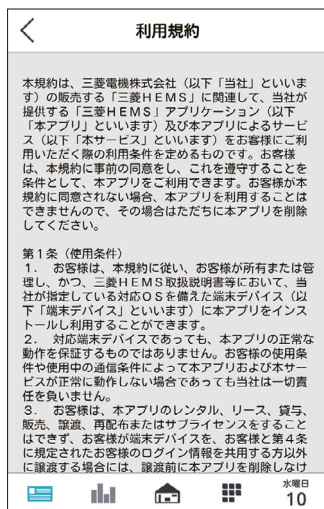 利用規約
本規約は、三菱電機株式会社（以下「当社」といいま
す）の販売する「三菱ＨＥＭＳ」に関連して、当社が
提供する「三菱ＨＥＭＳ」アプリケーション（以下
「本アプリ」といいます）及び本アプリによるサービ
ス（以下「本サービス」といいます）をお客様にご利
用いただく際の利用条件を定めるものです。お客様
は、本規約に事前の同意をし、これを遵守することを
条件として、本アプリをご利用できます。お客様が本
規約に同意されない場合、本アプリを利用することは
できませんので、その場合はただちに本アプリを削除
してください。
第１条（使用条件）
１．　お客様は、本規約に従い、お客様が所有または管
理し、かつ、三菱ＨＥＭＳ取扱説明書等において、当
社が指定している対応ＯＳを備えた端末デバイス（以
下「端末デバイス」といいます）に本アプリをインス
トールし利用することができます。
２．　対応端末デバイスであっても、本アプリの正常な
動作を保証するものではありません。お客様の使用条
件や使用中の通信条件によって本アプリおよび本サー
ビスが正常に動作しない場合であっても当社は一切責
任を負いません。
３．　お客様は、本アプリのレンタル、リース、貸与、
販売、譲渡、再配布またはサブライセンスをすること
はできず、お客様が端末デバイスを、お客様と第４条
に規定されたお客様のログイン情報を共用する方以外
に譲渡する場合には、譲渡前に本アプリを削除しなけ
水曜日
10